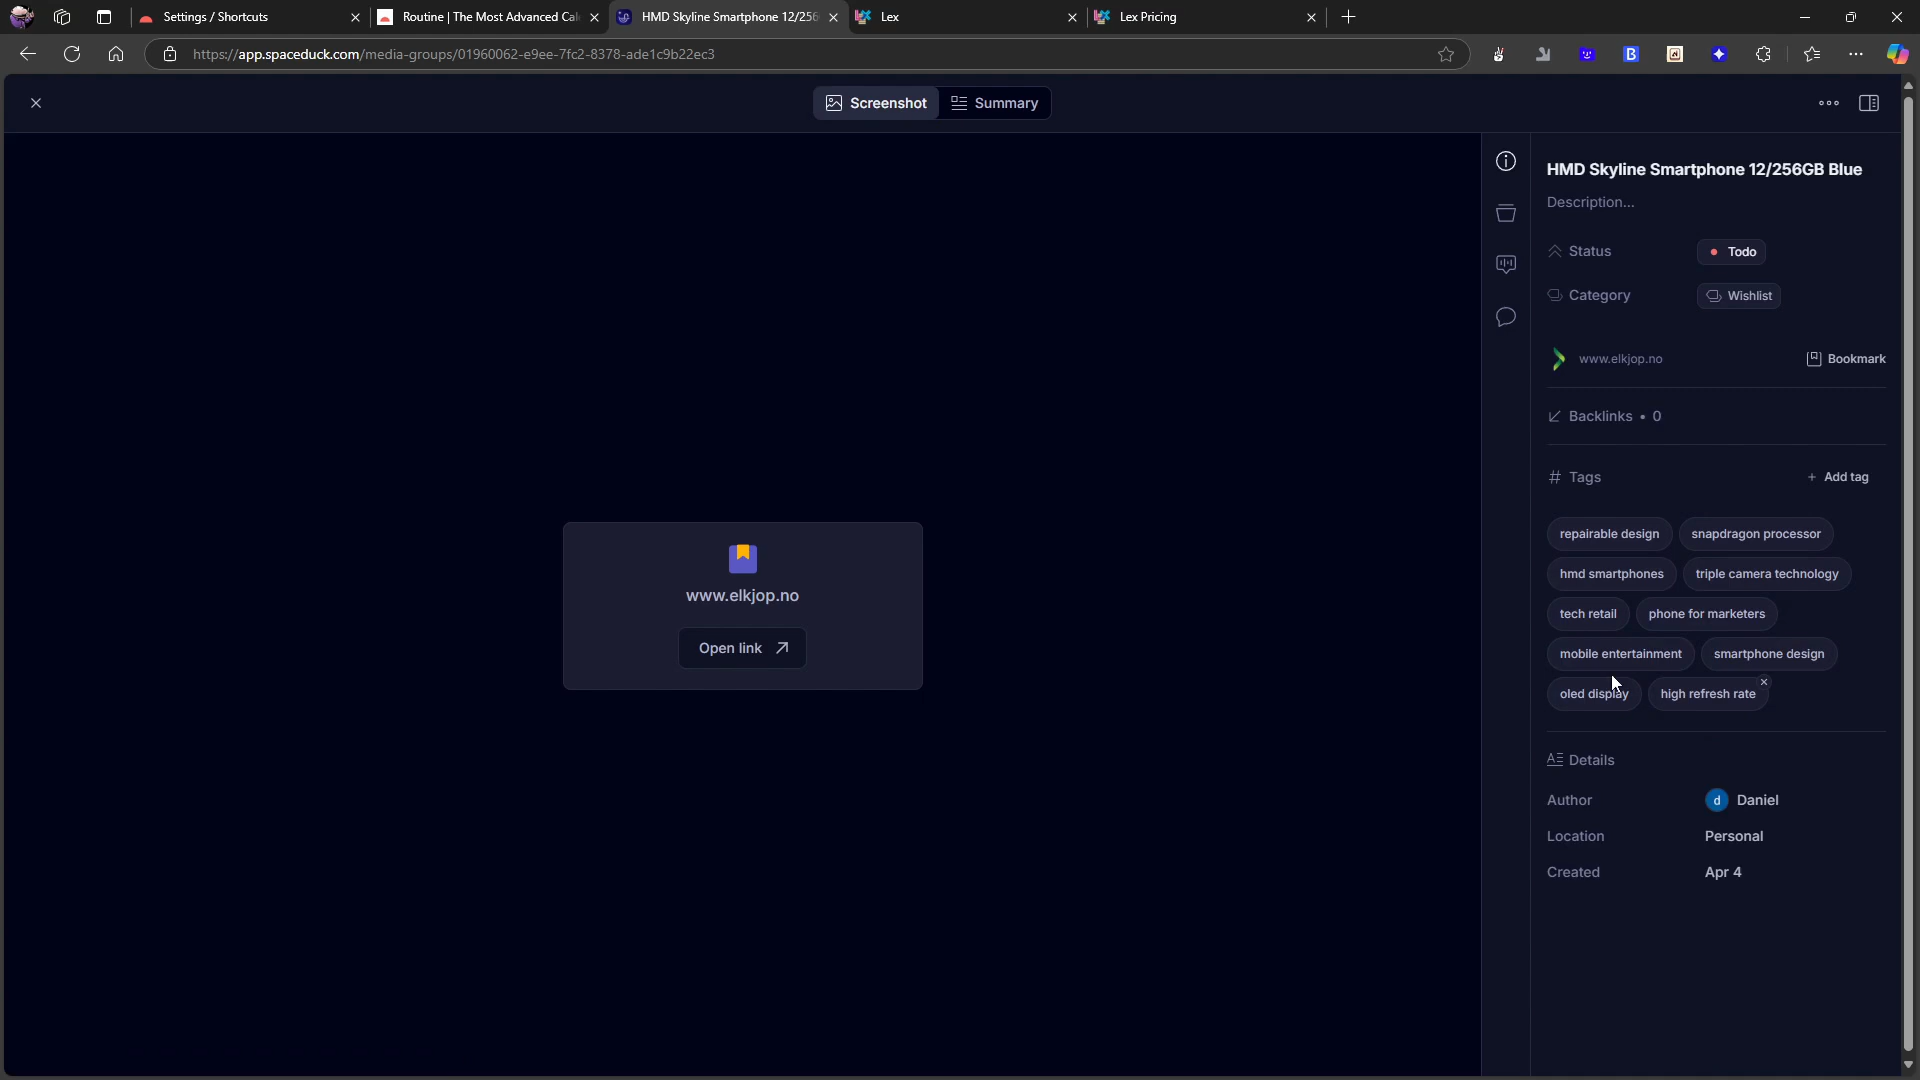 Settings / Shortcuts
Routine | The Most Advanced Cal
HMD Skyline Smartphone 12/256
Lex
Lex Pricing
https://app.spaceduck.com/media-groups/01960062-e9ee-7fc2-8378-ade1c9b22ec3
Screenshot
Summary
HMD Skyline Smartphone 12/256GB Blue
Description...
Status
Todo
Category
Wishlist
www.elkjop.no
Bookmark
Backlinks • 0
# Tags
+ Add tag
repairable design
snapdragon processor
hmd smartphones
triple camera technology
tech retail
phone for marketers
mobile entertainment
smartphone design
oled display
high refresh rate
Details
Author
d Daniel
Location
Personal
Created
Apr 4
www.elkjop.no
Open link